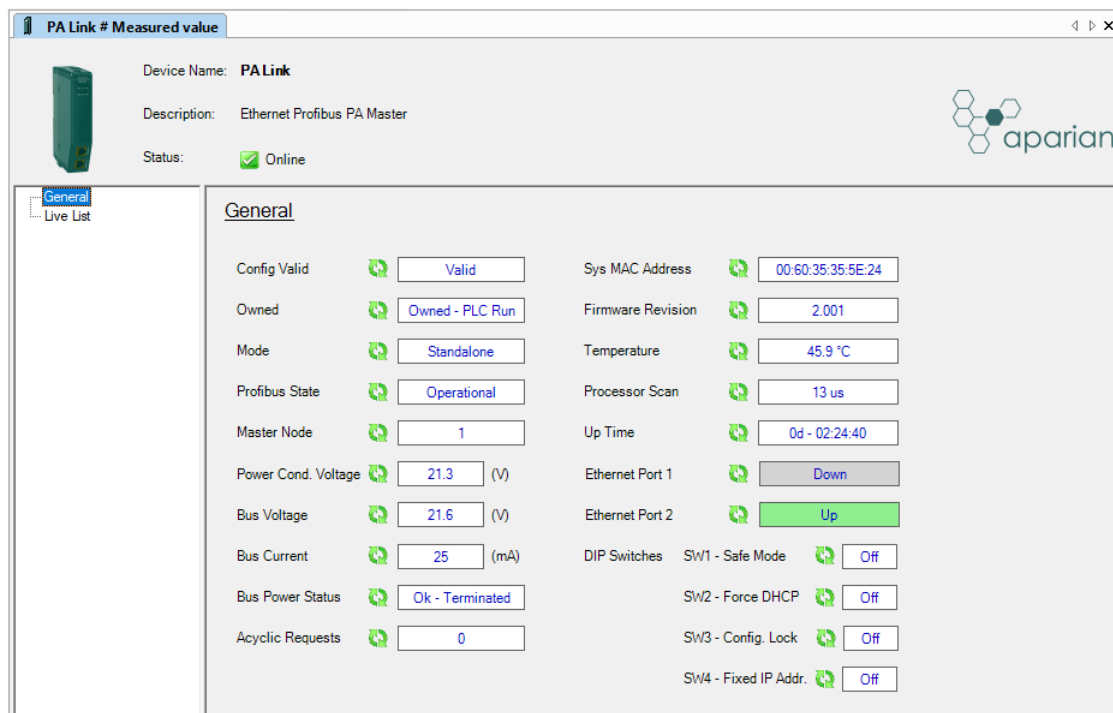 PA Link # Measured value
Device Name: PA Link
Description: Ethernet Profibus PA Master
Status: Online
aparian
General
Live List
General
Config Valid Valid Sys MAC Address 00:60:35:35:5E:24
Owned Owned - PLC Run Firmware Revision 2.001
Mode Standalone Temperature 45.9 °C
Profibus State Operational Processor Scan 13 us
Master Node 1 Up Time 0d - 02:24:40
Power Cond. Voltage 21.3 (V) Ethernet Port 1 Down
Bus Voltage 21.6 (V) Ethernet Port 2 Up
Bus Current 25 (mA) DIP Switches SW1 - Safe Mode Off
Bus Power Status Ok - Terminated SW2 - Force DHCP Off
Acyclic Requests 0 SW3 - Config. Lock Off
SW4 - Fixed IP Addr. Off